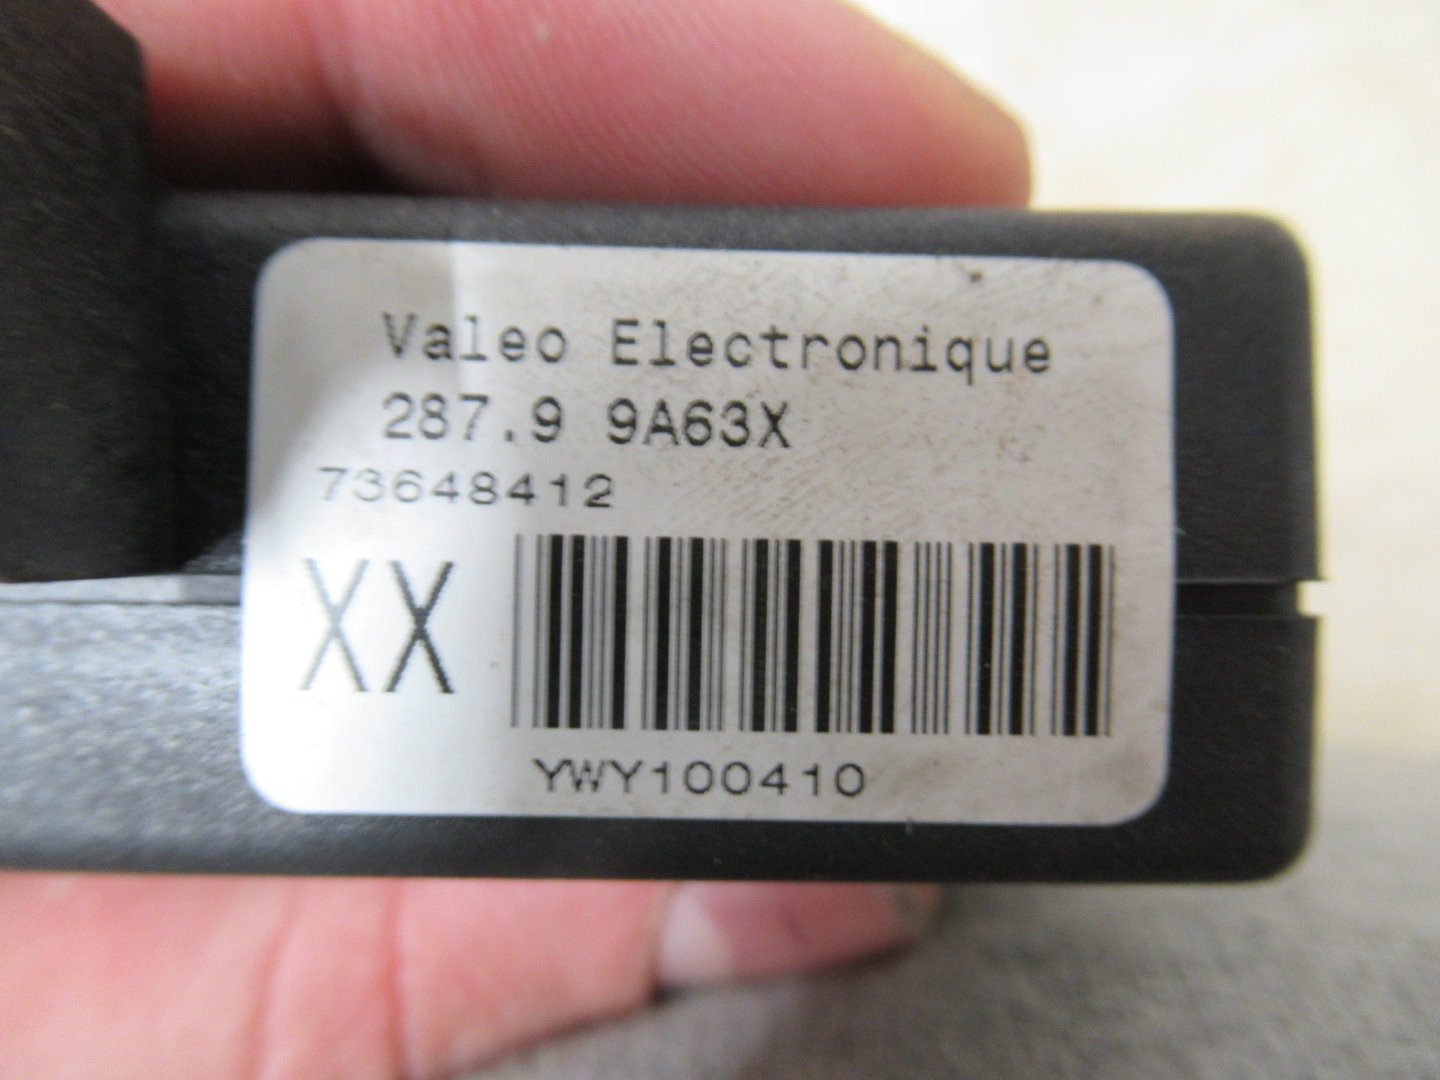 Valeo Electronique
287.9 9A63X
73648412
XX
YWY100410